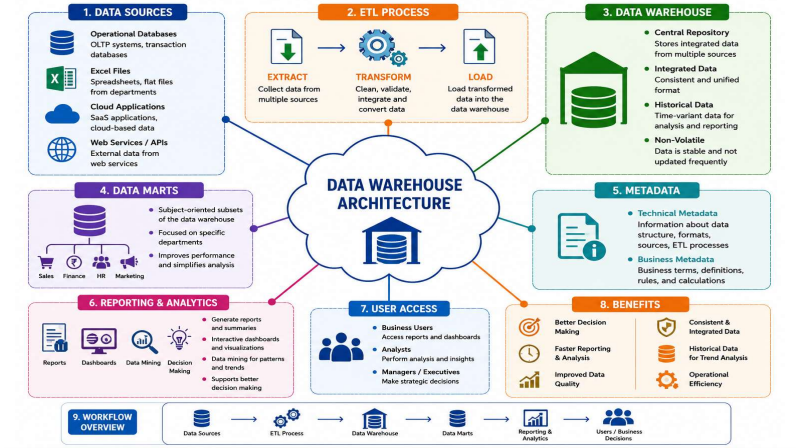 1. DATA SOURCES
Operational Databases
OLTP systems, transaction
databases
Excel Files
Spreadsheets, flat files
from departments
Cloud Applications
SaaS applications,
cloud-based data
Web Services / APIs
External data from
web services
2. ETL PROCESS
EXTRACT
Collect data from
multiple sources
TRANSFORM
Clean, validate,
integrate and
convert data
LOAD
Load transformed
data into the
data warehouse
3. DATA WAREHOUSE
• Central Repository
Stores integrated data
from multiple sources
• Integrated Data
Consistent and unified
format
• Historical Data
Time-variant data for
analysis and reporting
• Non-Volatile
Data is stable and not
updated frequently
DATA WAREHOUSE
ARCHITECTURE
4. DATA MARTS
Sales
₹
Finance
HR
Marketing
• Subject-oriented subsets
of the data warehouse
• Focused on specific
departments
• Improves performance
and simplifies analysis
5. METADATA
• Technical Metadata
Information about data
structure, formats,
sources, ETL processes
• Business Metadata
Business terms, definitions,
rules, and calculations
6. REPORTING & ANALYTICS
Reports
Dashboards
Data Mining
Decision
Making
• Generate reports
and summaries
• Interactive dashboards
and visualizations
• Data mining for patterns
and trends
• Supports better
decision making
7. USER ACCESS
• Business Users
Access reports and dashboards
• Analysts
Perform analysis and insights
• Managers / Executives
Make strategic decisions
8. BENEFITS
Better Decision
Making
Faster Reporting
& Analysis
Improved Data
Quality
Consistent &
Integrated Data
Historical Data
for Trend Analysis
Operational
Efficiency
9. WORKFLOW
OVERVIEW
Data Sources
ETL Process
Data Warehouse
Data Marts
Reporting &
Analytics
Users / Business
Decisions